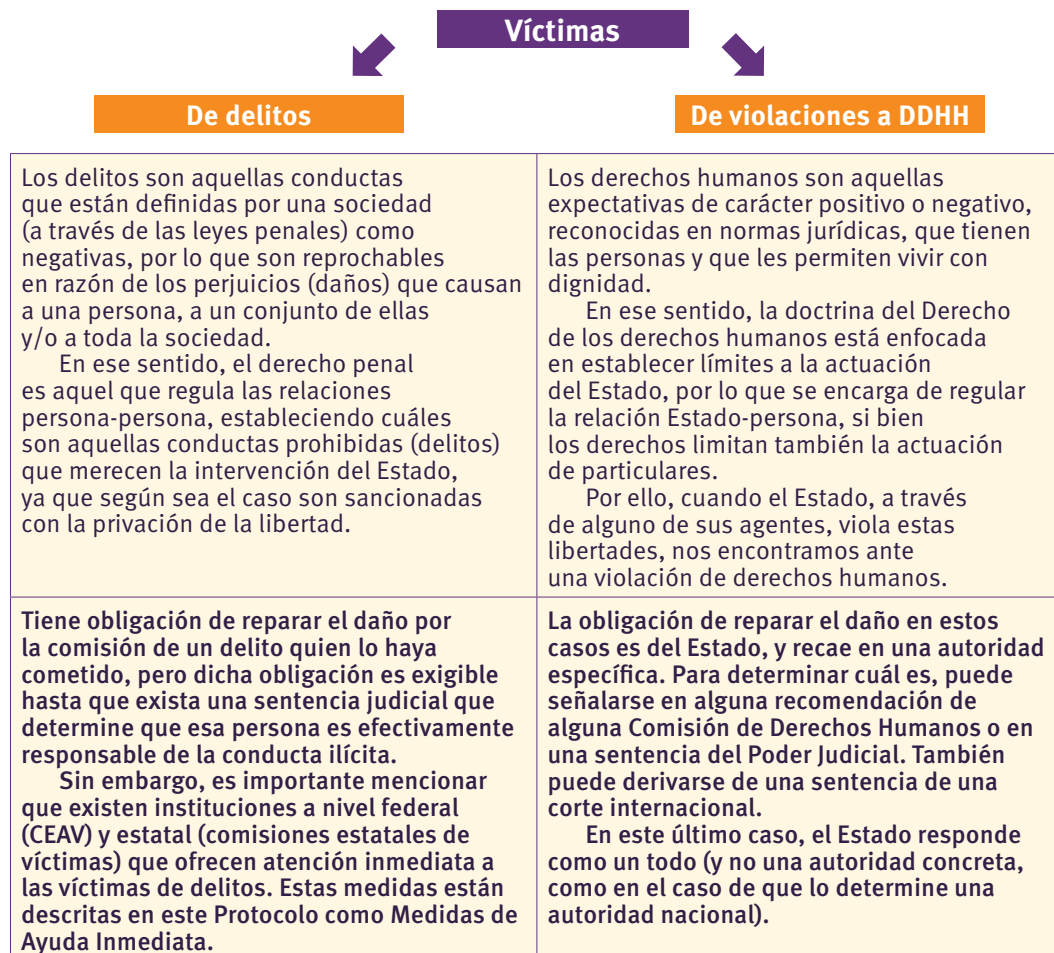 Víctimas
De delitos
De violaciones a DDHH
Los delitos son aquellas conductas
que están definidas por una sociedad
(a través de las leyes penales) como
negativas, por lo que son reprochables
en razón de los perjuicios (daños) que causan
a una persona, a un conjunto de ellas
y/o a toda la sociedad.
En ese sentido, el derecho penal
es aquel que regula las relaciones
persona-persona, estableciendo cuáles
son aquellas conductas prohibidas (delitos)
que merecen la intervención del Estado,
ya que según sea el caso son sancionadas
con la privación de la libertad.
Los derechos humanos son aquellas
expectativas de carácter positivo o negativo,
reconocidas en normas jurídicas, que tienen
las personas y que les permiten vivir con
dignidad.
En ese sentido, la doctrina del Derecho
de los derechos humanos está enfocada
en establecer límites a la actuación
del Estado, por lo que se encarga de regular
la relación Estado-persona, si bien
los derechos limitan también la actuación
de particulares.
Por ello, cuando el Estado, a través
de alguno de sus agentes, viola estas
libertades, nos encontramos ante
una violación de derechos humanos.
Tiene obligación de reparar el daño por
la comisión de un delito quien lo haya
cometido, pero dicha obligación es exigible
hasta que exista una sentencia judicial que
determine que esa persona es efectivamente
responsable de la conducta ilícita.
Sin embargo, es importante mencionar
que existen instituciones a nivel federal
(CEAV) y estatal (comisiones estatales de
víctimas) que ofrecen atención inmediata a
las víctimas de delitos. Estas medidas están
descritas en este Protocolo como Medidas de
Ayuda Inmediata.
La obligación de reparar el daño en estos
casos es del Estado, y recae en una autoridad
específica. Para determinar cuál es, puede
señalarse en alguna recomendación de
alguna Comisión de Derechos Humanos o en
una sentencia del Poder Judicial. También
puede derivarse de una sentencia de una
corte internacional.
En este último caso, el Estado responde
como un todo (y no una autoridad concreta,
como en el caso de que lo determine una
autoridad nacional).